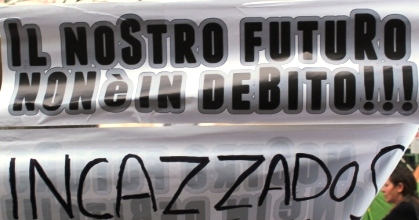 IL NOSTRO FUTURO
NON è IN DEBITO!!!
INCAZZADOS